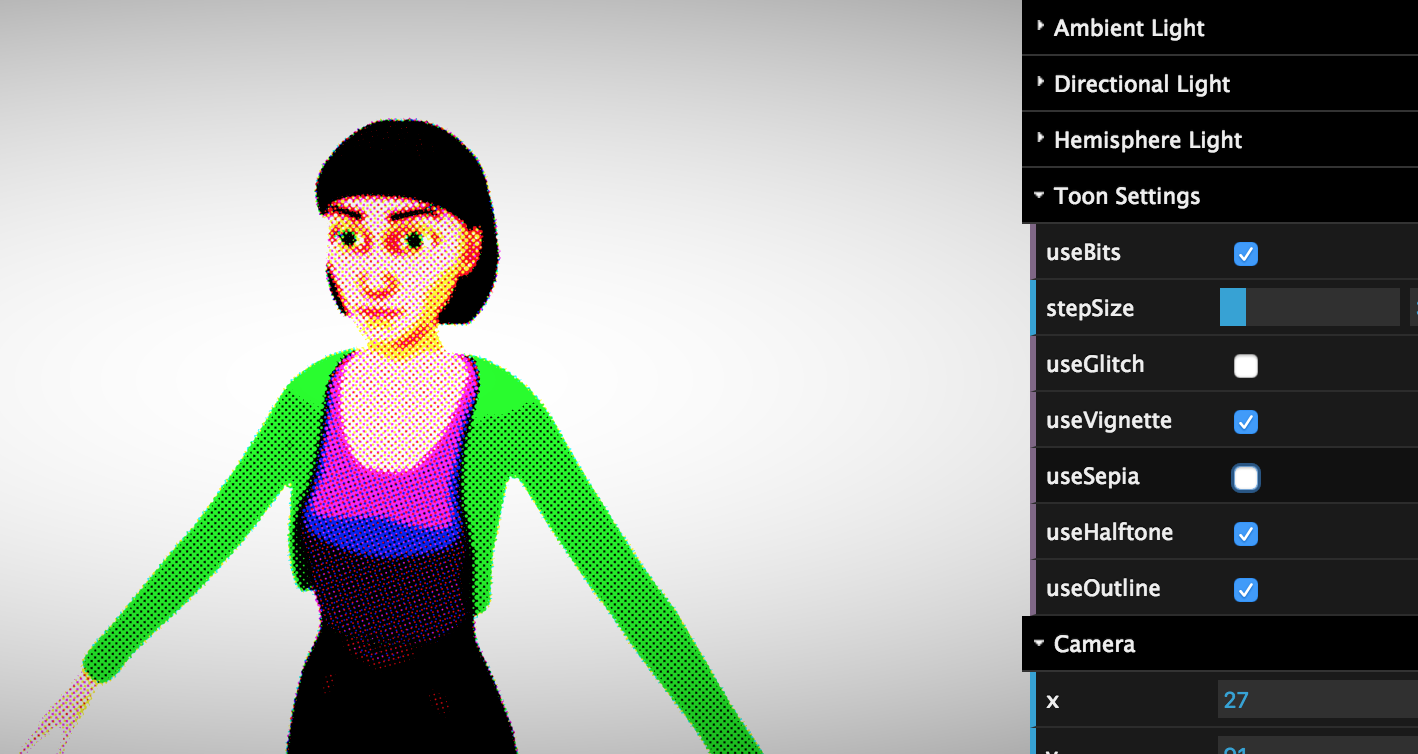 Ambient Light
Directional Light
Hemisphere Light
Toon Settings
useBits
stepSize
useGlitch
useVignette
useSepia
useHalftone
useOutline
Camera
x 27